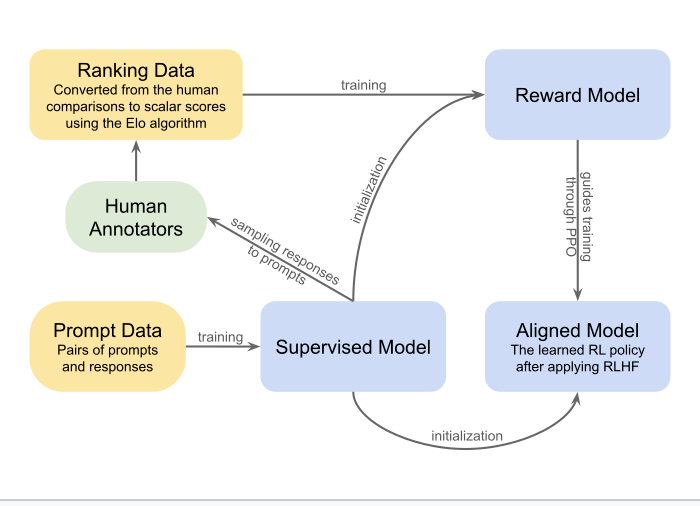 Ranking Data
Converted from the human
comparisons to scalar scores
using the Elo algorithm
training
Reward Model
initialization
guides training
through PPO
Human
Annotators
sampling responses
to prompts
Prompt Data
Pairs of prompts
and responses
training
Supervised Model
Aligned Model
The learned RL policy
after applying RLHF
initialization